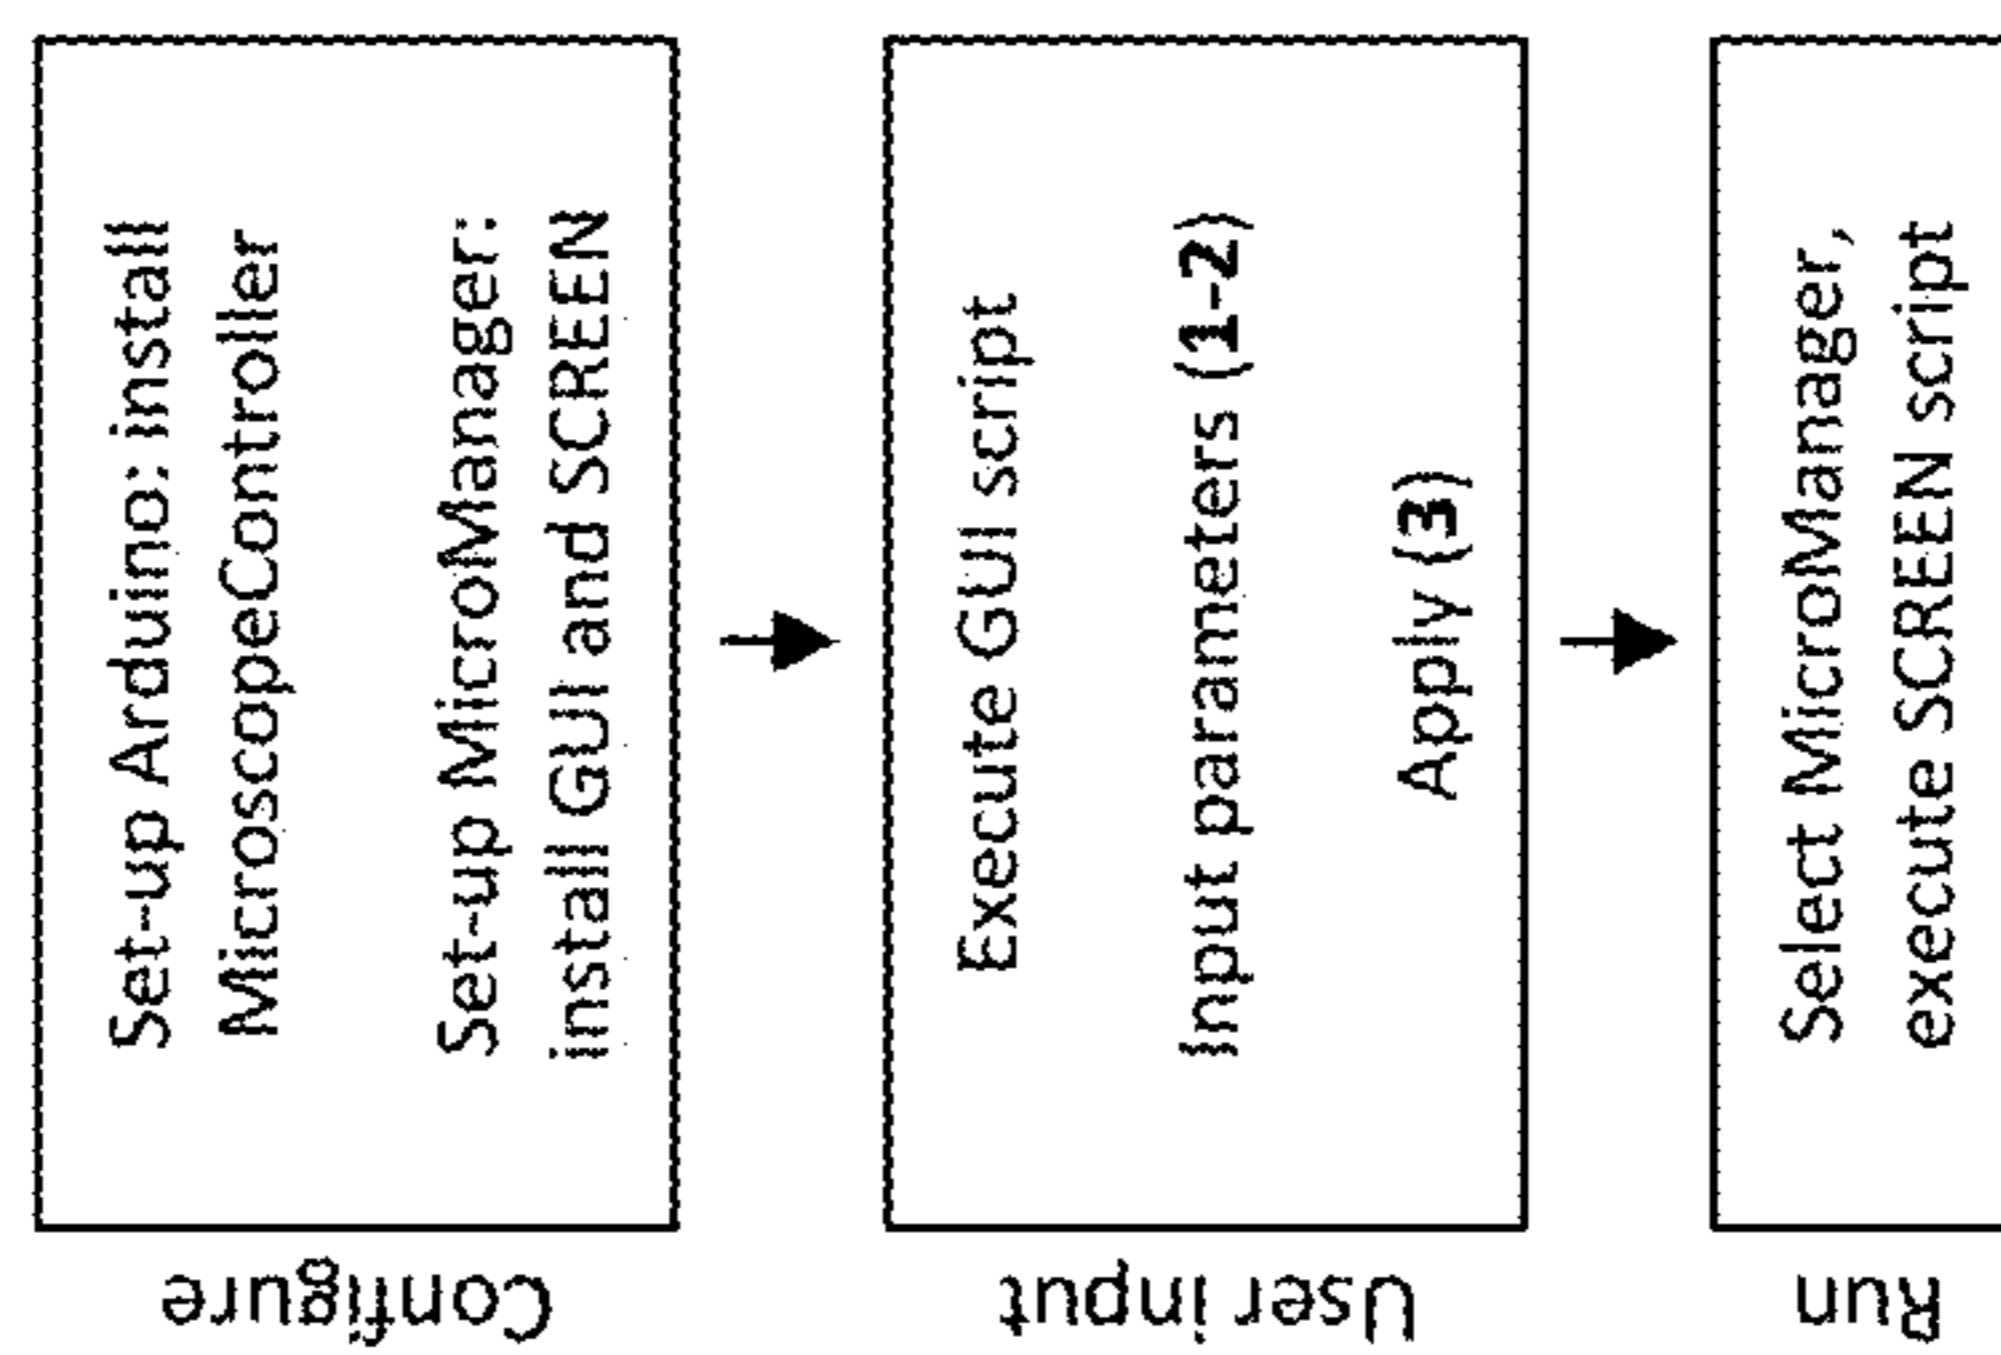 Configure
Set-up Arduino: install
MicroscopeController
Set-up MicroManager:
install GUI and SCREEN
User input
Execute GUI script
Input parameters (1-2)
Apply (3)
Run
Select MicroManager,
execute SCREEN script